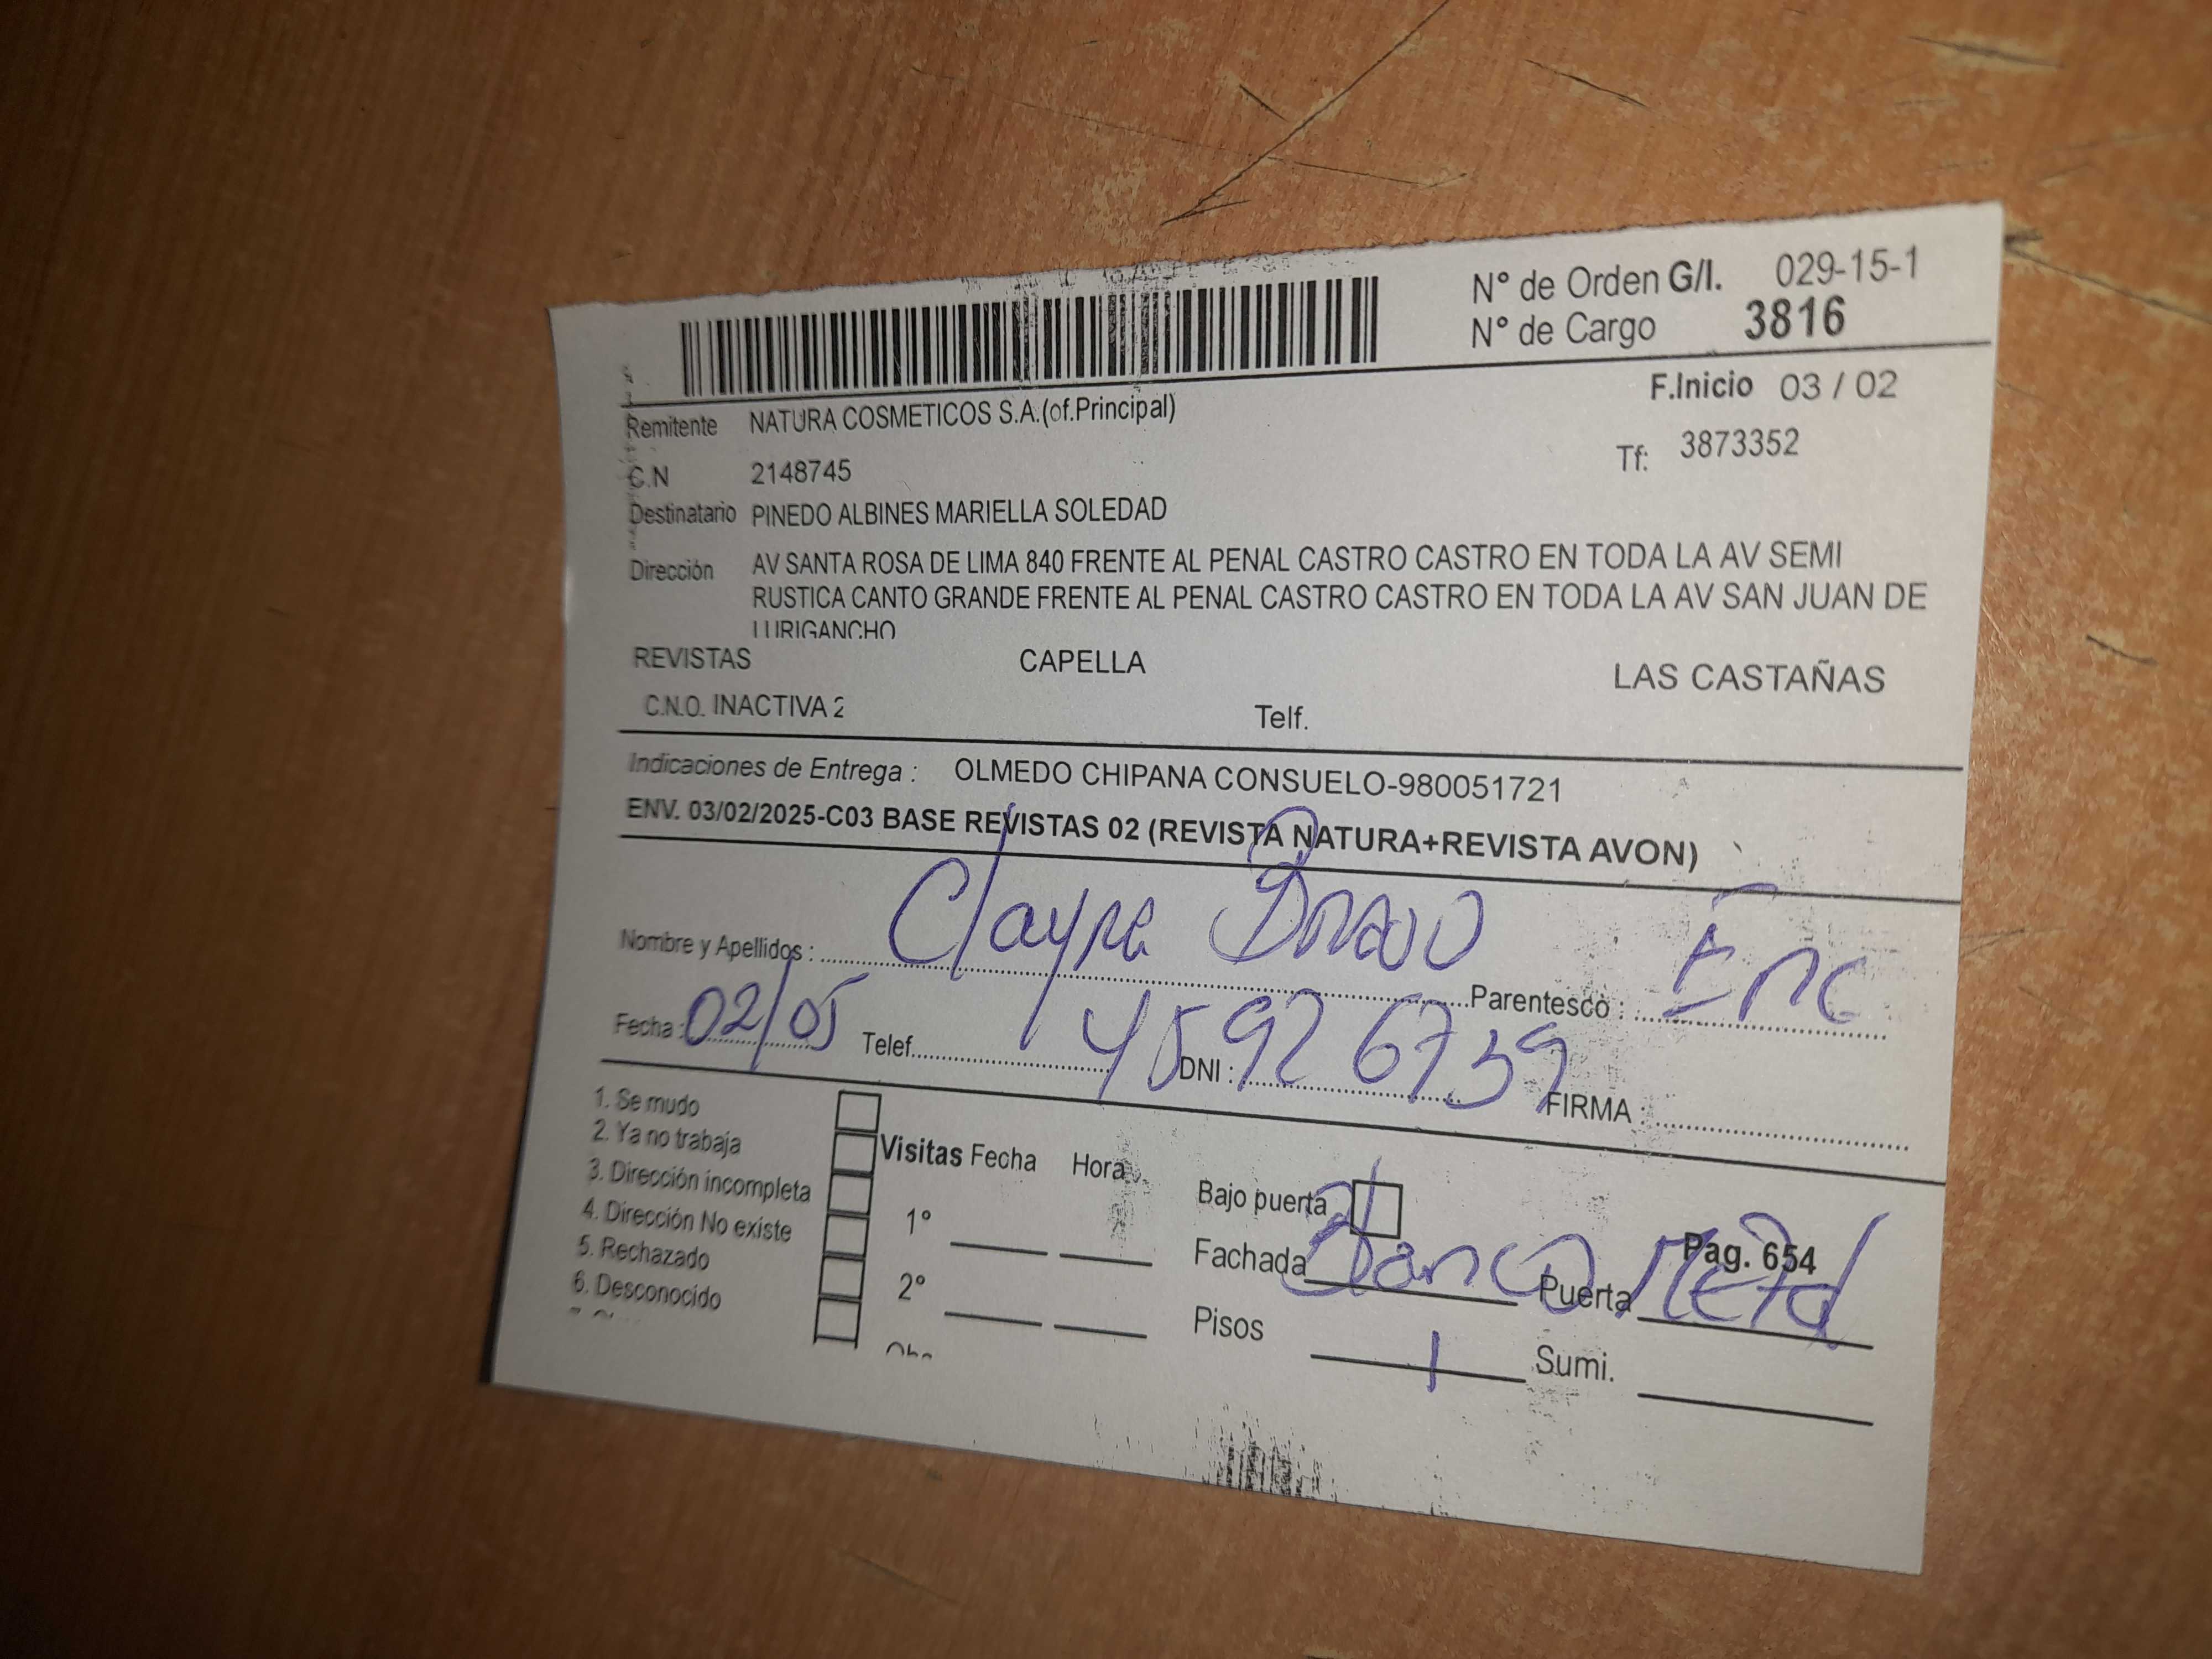 N° de Orden G/I. 029-15-1
N° de Cargo 3816
F.Inicio 03 / 02
Remitente NATURA COSMETICOS S.A.(of.Principal)
Tf: 3873352
C.N 2148745
Destinatario PINEDO ALBINES MARIELLA SOLEDAD
Dirección AV SANTA ROSA DE LIMA 840 FRENTE AL PENAL CASTRO CASTRO EN TODA LA AV SEMI
RUSTICA CANTO GRANDE FRENTE AL PENAL CASTRO CASTRO EN TODA LA AV SAN JUAN DE
LURIGANCHO
REVISTAS CAPELLA LAS CASTAÑAS
C.N.O. INACTIVA 2 Telf.
Indicaciones de Entrega : OLMEDO CHIPANA CONSUELO-980051721
ENV. 03/02/2025-C03 BASE REVISTAS 02 (REVISTA NATURA+REVISTA AVON)
Nombre y Apellidos : Clayre Bravo Parentesco : Enc
Fecha : 02/05 Telef. DNI : 45926739 FIRMA :
1. Se mudo
2. Ya no trabaja
3. Dirección incompleta
4. Dirección No existe
5. Rechazado
6. Desconocido
Visitas Fecha Hora
1°
2°
Bajo puerta
Pag. 654
Fachada Blanco Puerta Metal
Pisos 1 Sumi.